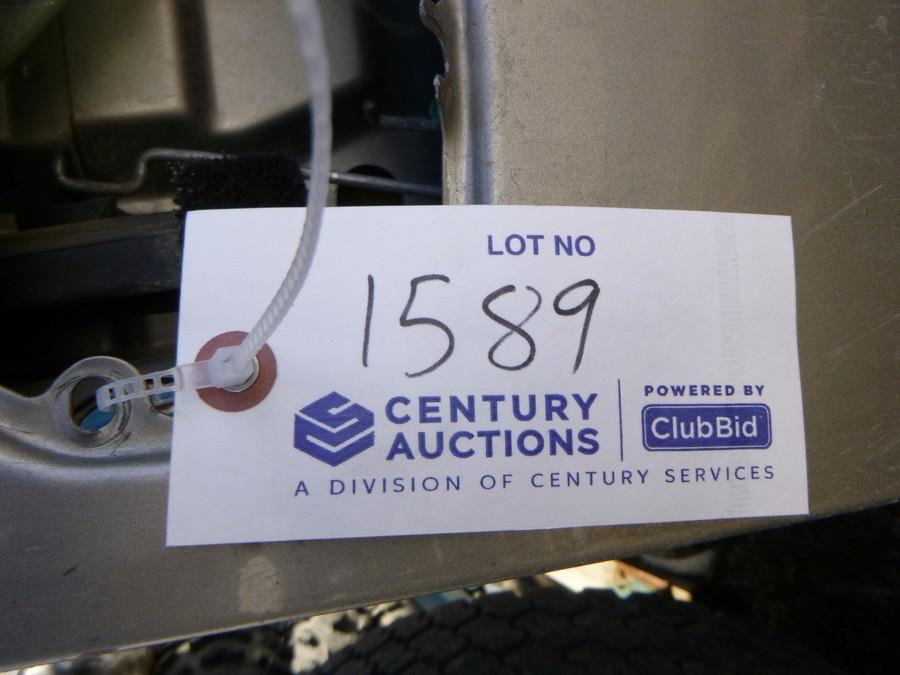 LOT NO
1589
CENTURY AUCTIONS
POWERED BY
ClubBid
A DIVISION OF CENTURY SERVICES